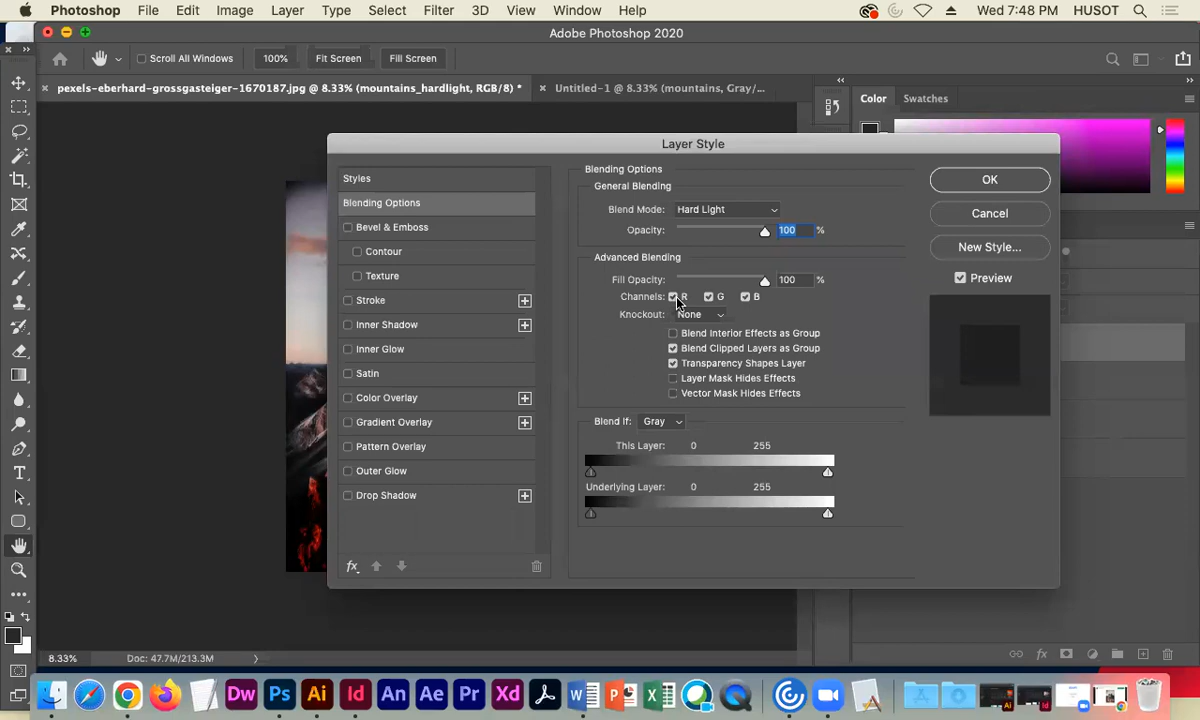 Photoshop File Edit Image Layer Type Select Filter 3D View Window Help Wed 7:48 PM HUSOT
Adobe Photoshop 2020
Scroll All Windows 100% Fit Screen Fill Screen
pexels-eberhard-grossgasteiger-1670187.jpg @ 8.33% (mountains_hardlight, RGB/8) * Untitled-1 @ 8.33% (mountains, Gray/...
Color Swatches
Layer Style
Styles
Blending Options
Bevel & Emboss
Contour
Texture
Stroke
Inner Shadow
Inner Glow
Satin
Color Overlay
Gradient Overlay
Pattern Overlay
Outer Glow
Drop Shadow
fx
Blending Options
General Blending
Blend Mode: Hard Light
Opacity: 100 %
Advanced Blending
Fill Opacity: 100 %
Channels: R G B
Knockout: None
Blend Interior Effects as Group
Blend Clipped Layers as Group
Transparency Shapes Layer
Layer Mask Hides Effects
Vector Mask Hides Effects
Blend If: Gray
This Layer: 0 255
Underlying Layer: 0 255
OK
Cancel
New Style...
Preview
fx
8.33% Doc: 47.7M/213.3M
Dw Ps Ai Id An Ae Pr Xd